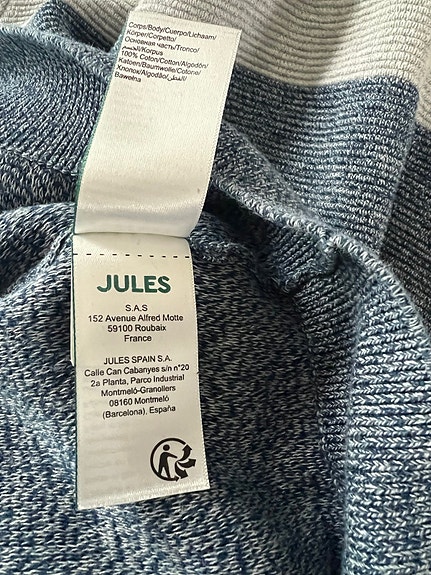 Corps/Body/Cuerpo/Lichaam/
Körper/Corpetto/
Основная часть/Tronco/
الجسم/Korpus
100% Coton/Cotton/Algodón/
Katoen/Baumwolle/Cotone/
Хлопок/Algodão/القطن/
Bawełna
JULES
S.A.S
152 Avenue Alfred Motte
59100 Roubaix
France
JULES SPAIN S.A.
Calle Can Cabanyes s/n n°20
2a Planta, Parco Industrial
Montmeló-Granollers
08160 Montmeló
(Barcelona), España